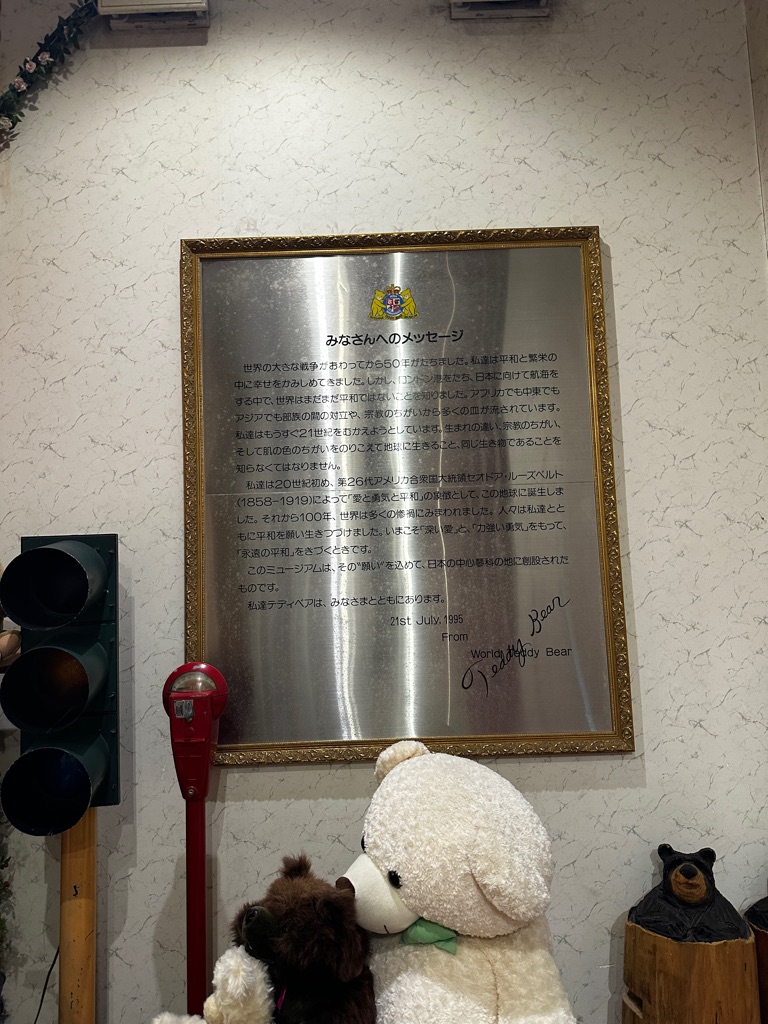 みなさんへのメッセージ
世界の大きな戦争がおわってから50年がたちました。私達は平和と繁栄の
中に幸せをかみしめてきました。しかし、ロンドン港をたち、日本に向けて航海を
する中で、世界はまだまだ平和ではないことを知りました。アフリカでも中東でも
アジアでも部族の間の対立や、宗教のちがいから多くの血が流されています。
私達はもうすぐ21世紀をむかえようとしています。生まれの違い、宗教のちがい、
そして肌の色のちがいをのりこえて地球に生きること、同じ生き物であることを
知らなくてはなりません。
私達は20世紀初め、第26代アメリカ合衆国大統領セオドア・ルーズベルト
(1858-1919)によって「愛と勇気と平和」の象徴として、この地球に誕生しま
した。それから100年、世界は多くの惨禍にみまわれました。人々は私達とと
もに平和を願い生きつづけました。いまこそ「深い愛」と、「力強い勇気」をもって、
「永遠の平和」をきづくときです。
このミュージアムは、その"願い"を込めて、日本の中心蓼科の地に創設された
ものです。
私達テディベアは、みなさまとともにあります。
21st July, 1995
From
World Teddy Bear
Teddy Bear